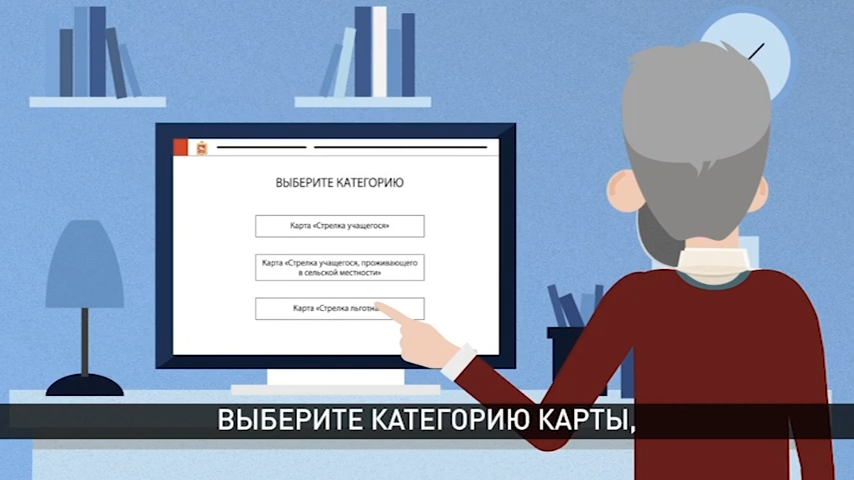 ВЫБЕРИТЕ КАТЕГОРИЮ
Карта «Стрелка учащегося»
Карта «Стрелка учащегося, проживающего
в сельской местности»
Карта «Стрелка
ВЫБЕРИТЕ КАТЕГОРИЮ КАРТЫ,